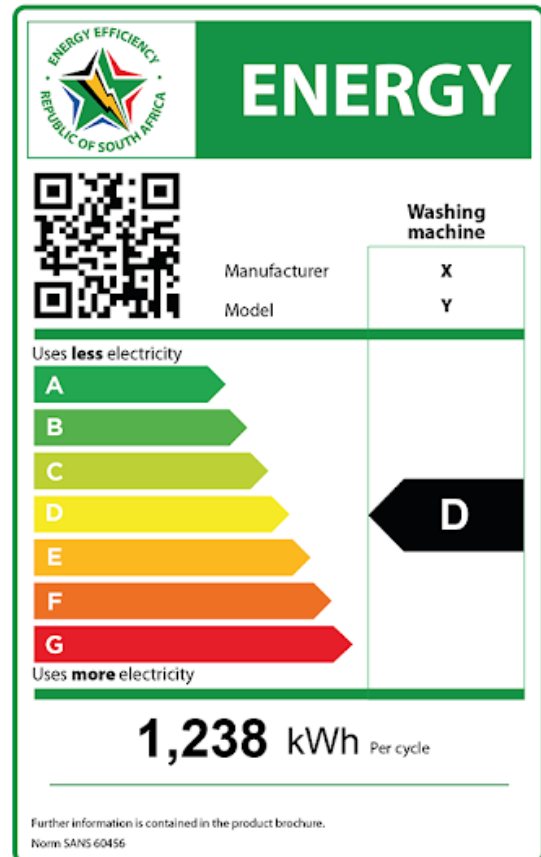 ENERGY EFFICIENCY
REPUBLIC OF SOUTH AFRICA
ENERGY
Washing
machine
Manufacturer X
Model Y
Uses less electricity
A
B
C
D
D
E
F
G
Uses more electricity
1,238 kWh Per cycle
Further information is contained in the product brochure.
Norm SANS 60456